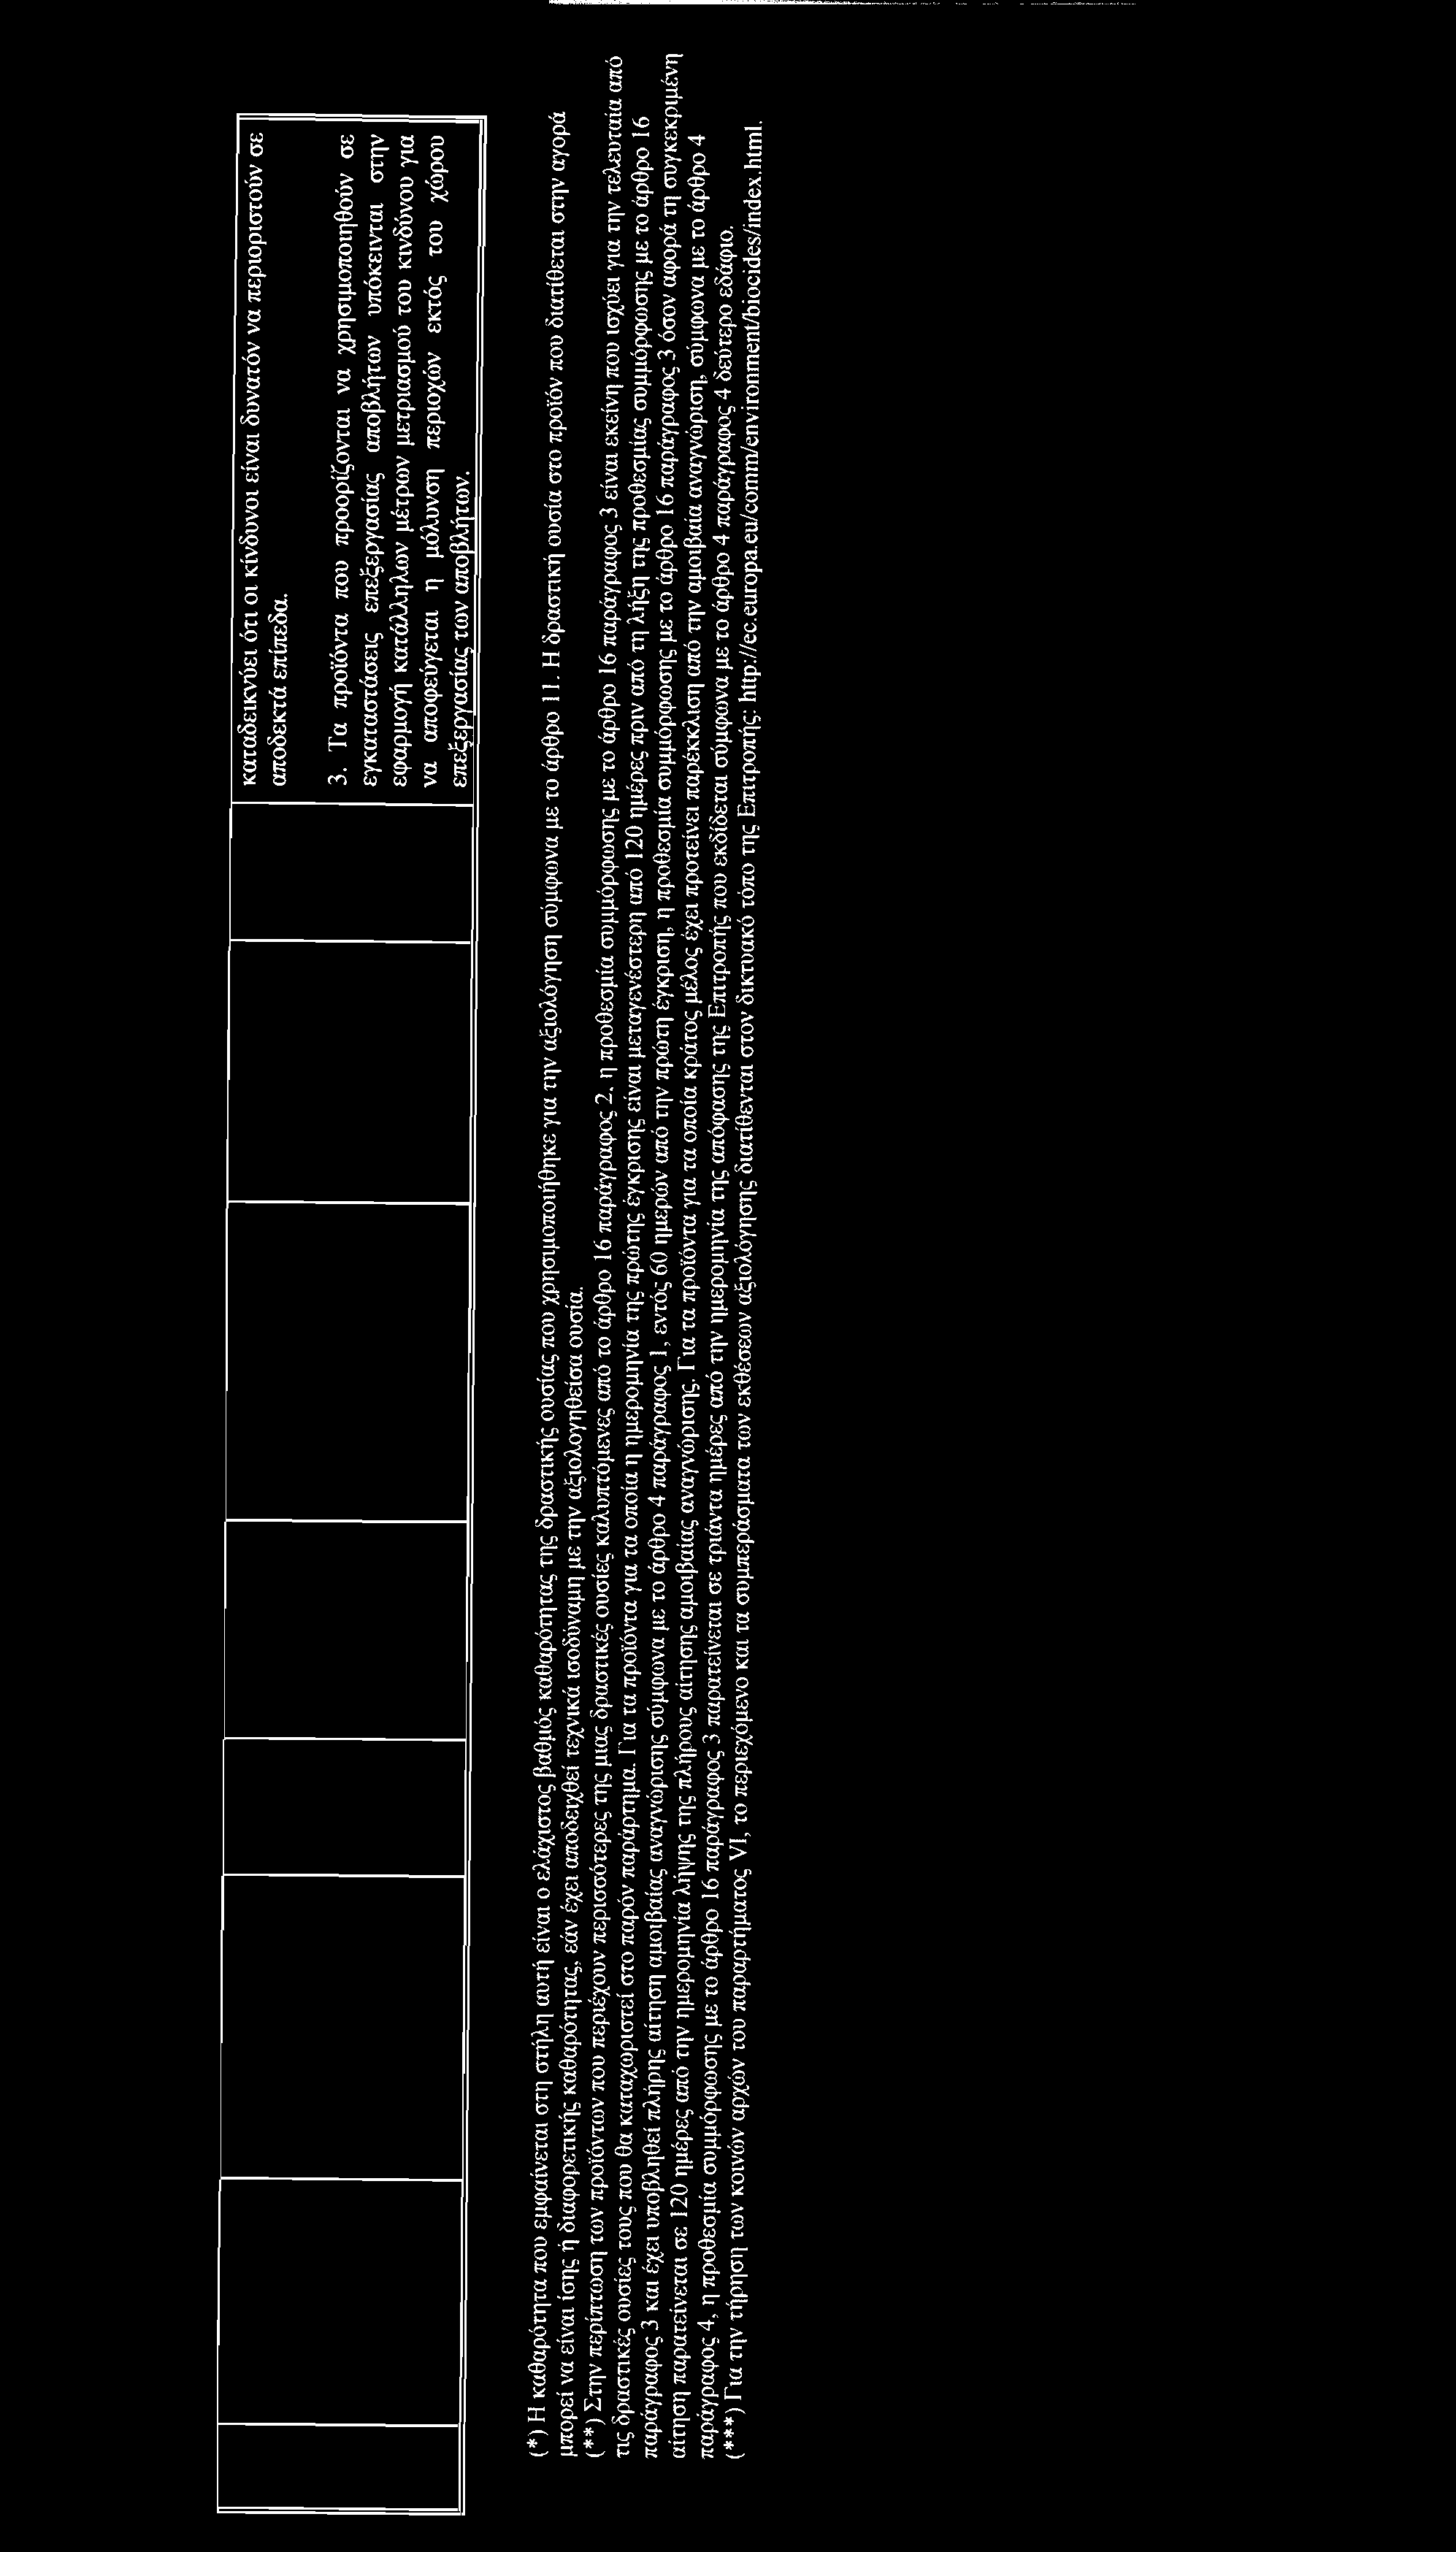 καταδεικνύει ότι οι κίνδυνοι είναι δυνατόν να περιοριστούν σε
αποδεκτά επίπεδα.
3. Τα προϊόντα που προορίζονται να χρησιμοποιηθούν σε
εγκαταστάσεις επεξεργασίας αποβλήτων υπόκεινται στην
εφαρμογή κατάλληλων μέτρων μετριασμού του κινδύνου για
να αποφεύγεται η μόλυνση περιοχών εκτός του χώρου
επεξεργασίας των αποβλήτων.
(*) Η καθαρότητα που εμφαίνεται στη στήλη αυτή είναι ο ελάχιστος βαθμός καθαρότητας της δραστικής ουσίας που χρησιμοποιήθηκε για την αξιολόγηση σύμφωνα με το άρθρο 11. Η δραστική ουσία στο προϊόν που διατίθεται στην αγορά
μπορεί να είναι ίσης ή διαφορετικής καθαρότητας, εάν έχει αποδειχθεί τεχνικά ισοδύναμη με την αξιολογηθείσα ουσία.
(**) Στην περίπτωση των προϊόντων που περιέχουν περισσότερες της μιας δραστικές ουσίες καλυπτόμενες από το άρθρο 16 παράγραφος 2, η προθεσμία συμμόρφωσης με το άρθρο 16 παράγραφος 3 είναι εκείνη που ισχύει για την τελευταία από
τις δραστικές ουσίες τους που θα καταχωριστεί στο παρόν παράρτημα. Για τα προϊόντα για τα οποία η ημερομηνία της πρώτης έγκρισης είναι μεταγενέστερη από 120 ημέρες πριν από τη λήξη της προθεσμίας συμμόρφωσης με το άρθρο 16
παράγραφος 3 και έχει υποβληθεί πλήρης αίτηση αμοιβαίας αναγνώρισης σύμφωνα με το άρθρο 4 παράγραφος 1, εντός 60 ημερών από την πρώτη έγκριση, η προθεσμία συμμόρφωσης με το άρθρο 16 παράγραφος 3 όσον αφορά τη συγκεκριμένη
αίτηση παρατείνεται σε 120 ημέρες από την ημερομηνία λήψης της πλήρους αίτησης αμοιβαίας αναγνώρισης. Για τα προϊόντα για τα οποία κράτος μέλος έχει προτείνει παρέκκλιση από την αμοιβαία αναγνώριση, σύμφωνα με το άρθρο 4
παράγραφος 4, η προθεσμία συμμόρφωσης με το άρθρο 16 παράγραφος 3 παρατείνεται σε τριάντα ημέρες από την ημερομηνία της απόφασης της Επιτροπής που εκδίδεται σύμφωνα με το άρθρο 4 παράγραφος 4 δεύτερο εδάφιο.
(***) Για την τήρηση των κοινών αρχών του παραρτήματος VI, το περιεχόμενο και τα συμπεράσματα των εκθέσεων αξιολόγησης διατίθενται στον δικτυακό τόπο της Επιτροπής: http://ec.europa.eu/comm/environment/biocides/index.html.